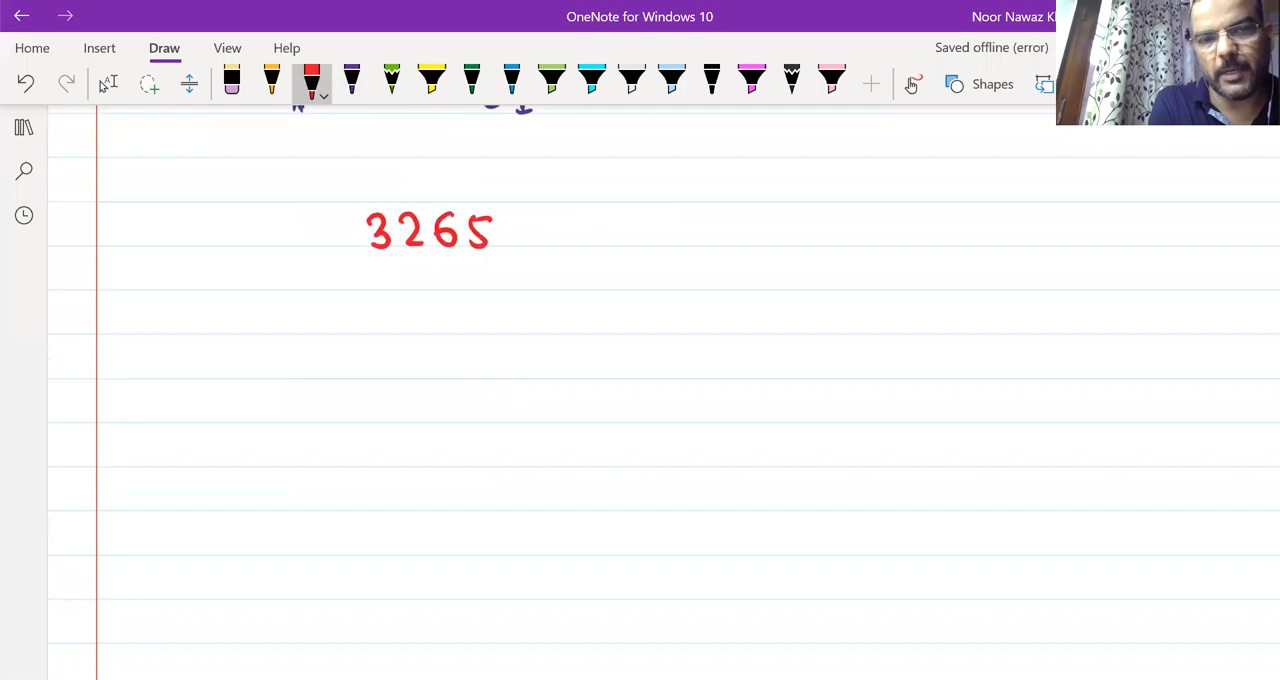 OneNote for Windows 10
Noor Nawaz
Home Insert Draw View Help
Saved offline (error)
Shapes
3265